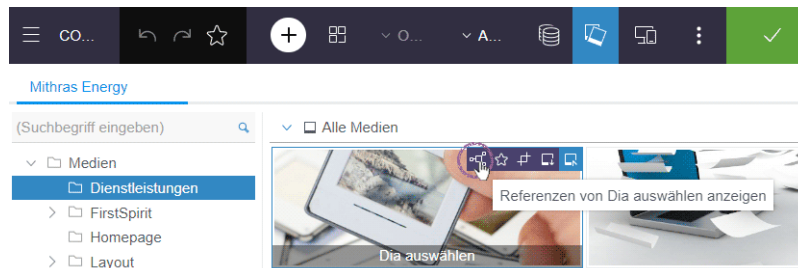 CO...
O...
A...
Mithras Energy
(Suchbegriff eingeben)
Alle Medien
Medien
Dienstleistungen
Referenzen von Dia auswählen anzeigen
FirstSpirit
Homepage
Dia auswählen
Layout